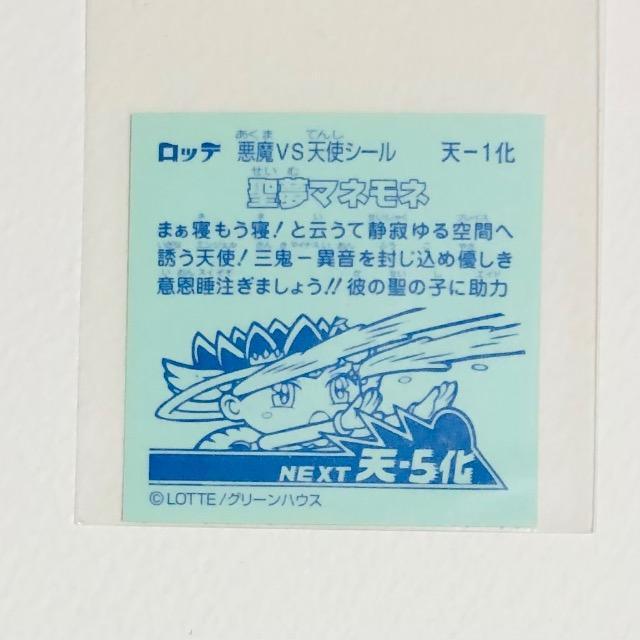 ロッテ 悪魔VS天使シール 天-1化
聖夢マネモネ
まぁ寝もう寝!と云うて静寂ゆる空間へ
誘う天使!三鬼-異音を封じ込め優しき
意恩睡注ぎましょう!!彼の聖の子に助力
NEXT 天-5化
©LOTTE/グリーンハウス